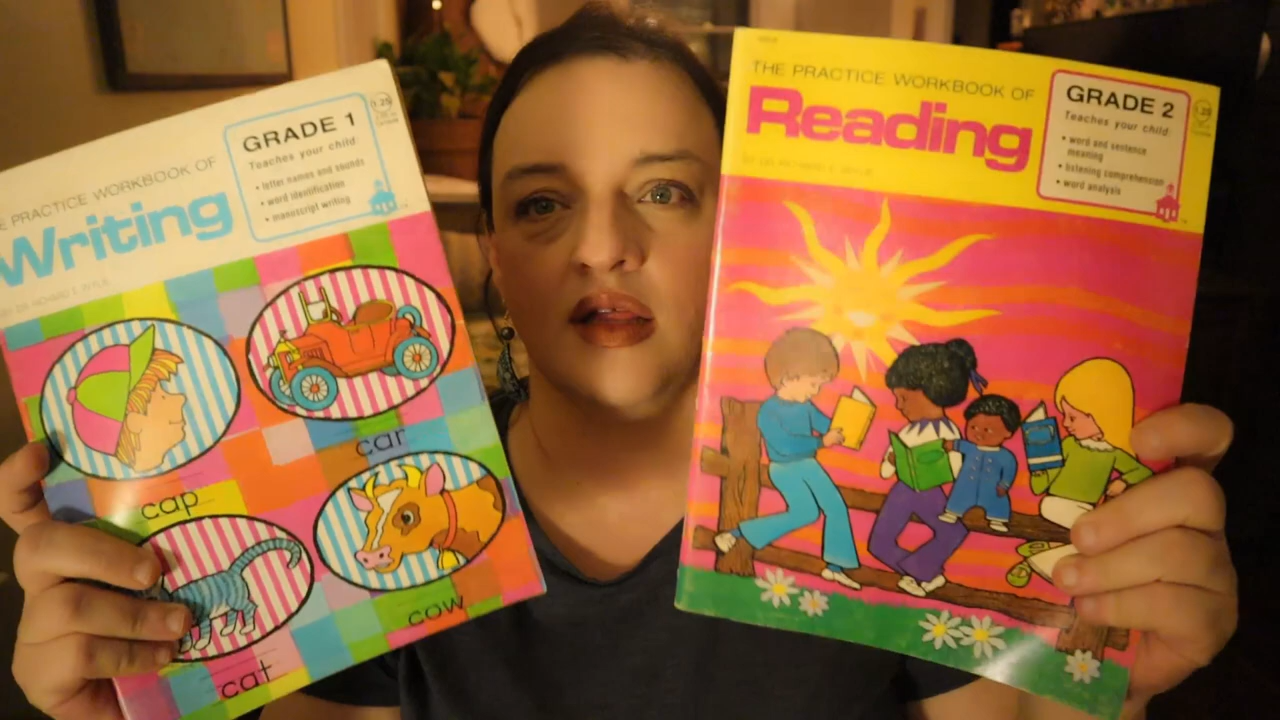 THE PRACTICE WORKBOOK OF
Writing
GRADE 1
Teaches your child:
• letter names and sounds
• word identification
• manuscript writing
cap
car
cat
cow
THE PRACTICE WORKBOOK OF
Reading
GRADE 2
Teaches your child:
• word and sentence
meaning
• listening comprehension
• word analysis